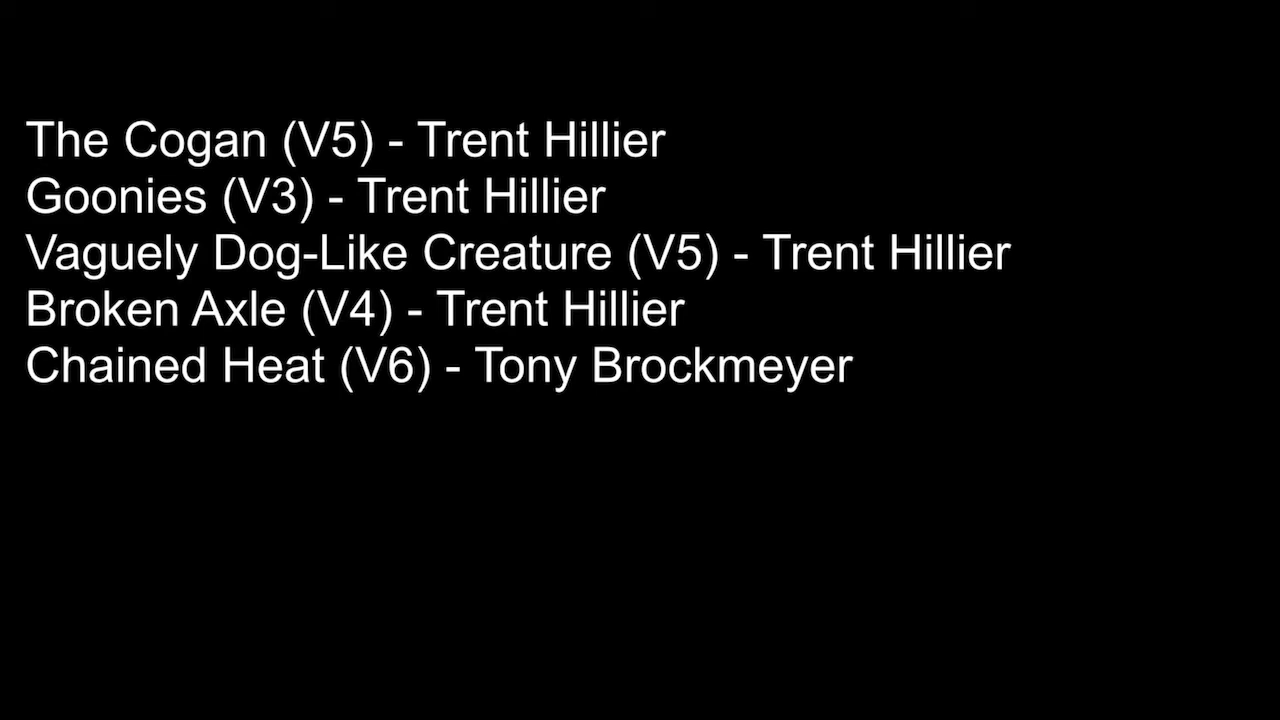 The Cogan (V5) - Trent Hillier
Goonies (V3) - Trent Hillier
Vaguely Dog-Like Creature (V5) - Trent Hillier
Broken Axle (V4) - Trent Hillier
Chained Heat (V6) - Tony Brockmeyer